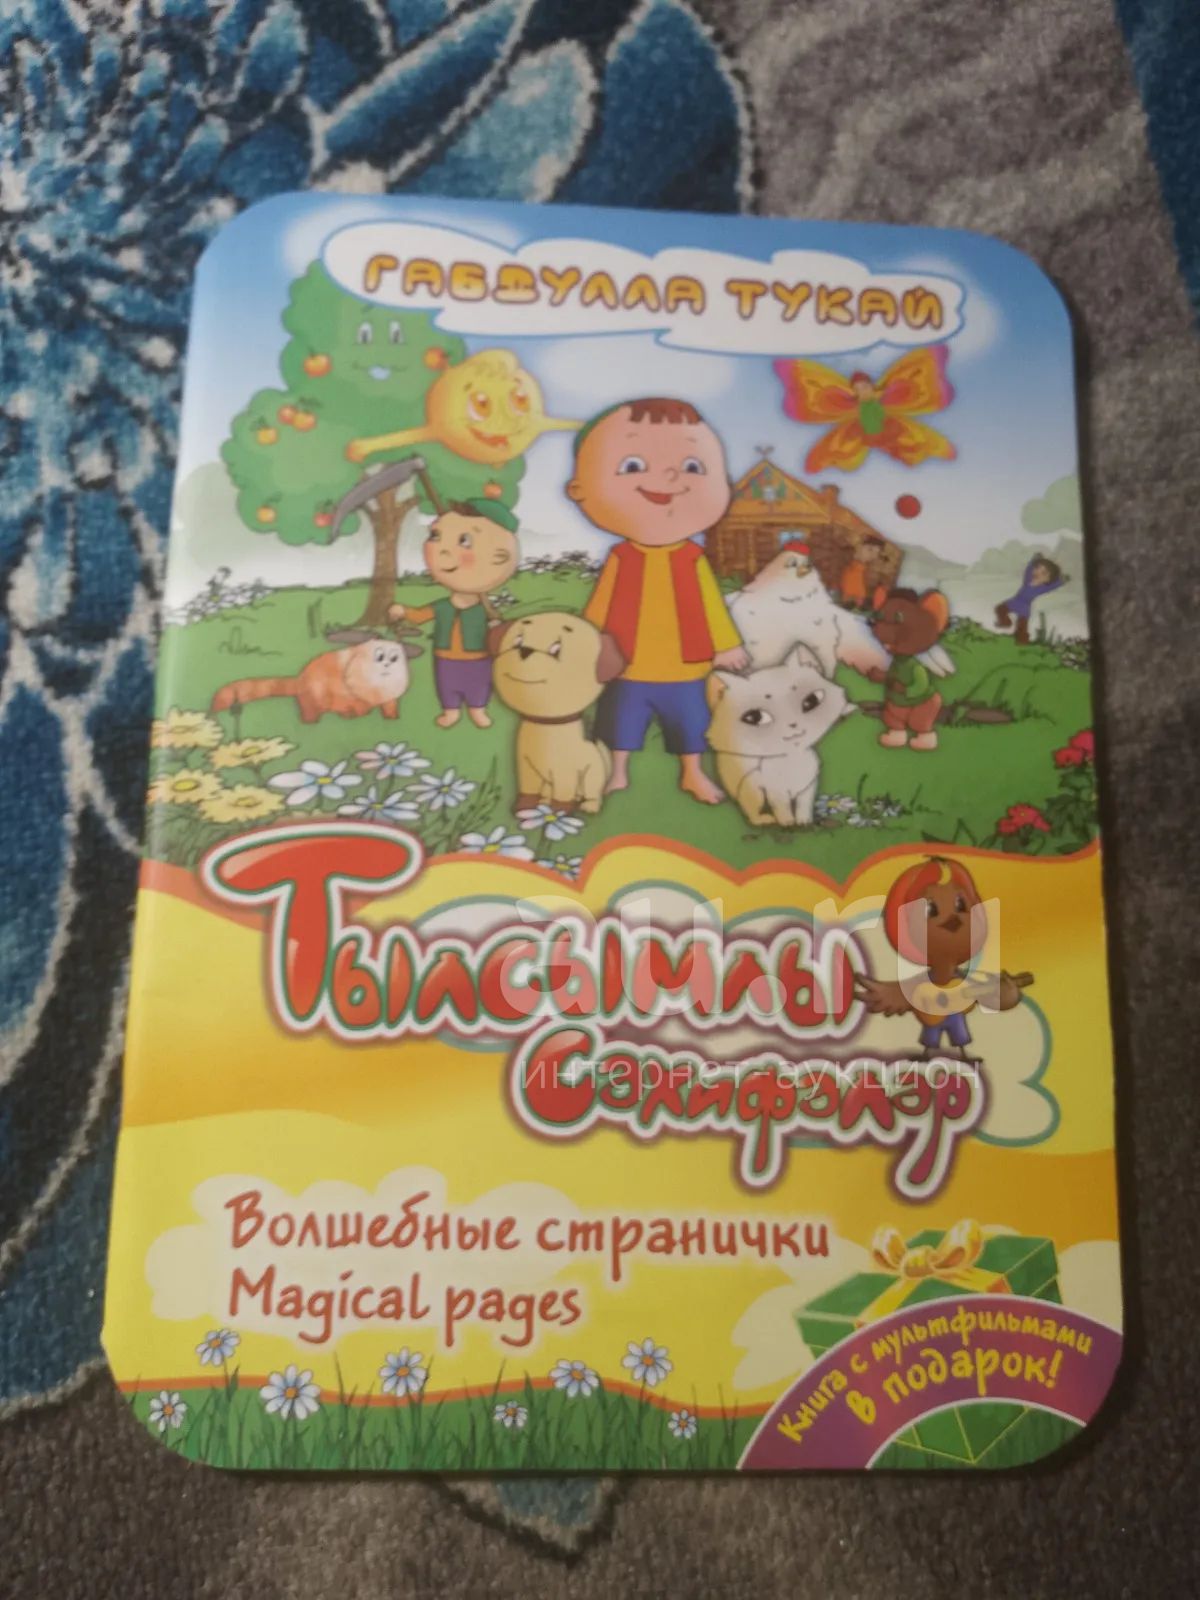 ГАБДУЛЛА ТУКАЙ
Тылсымлы
Сәхифәләр
au.ru
интернет-аукцион
Волшебные странички
Magical pages
Книга с мультфильмами
в подарок!